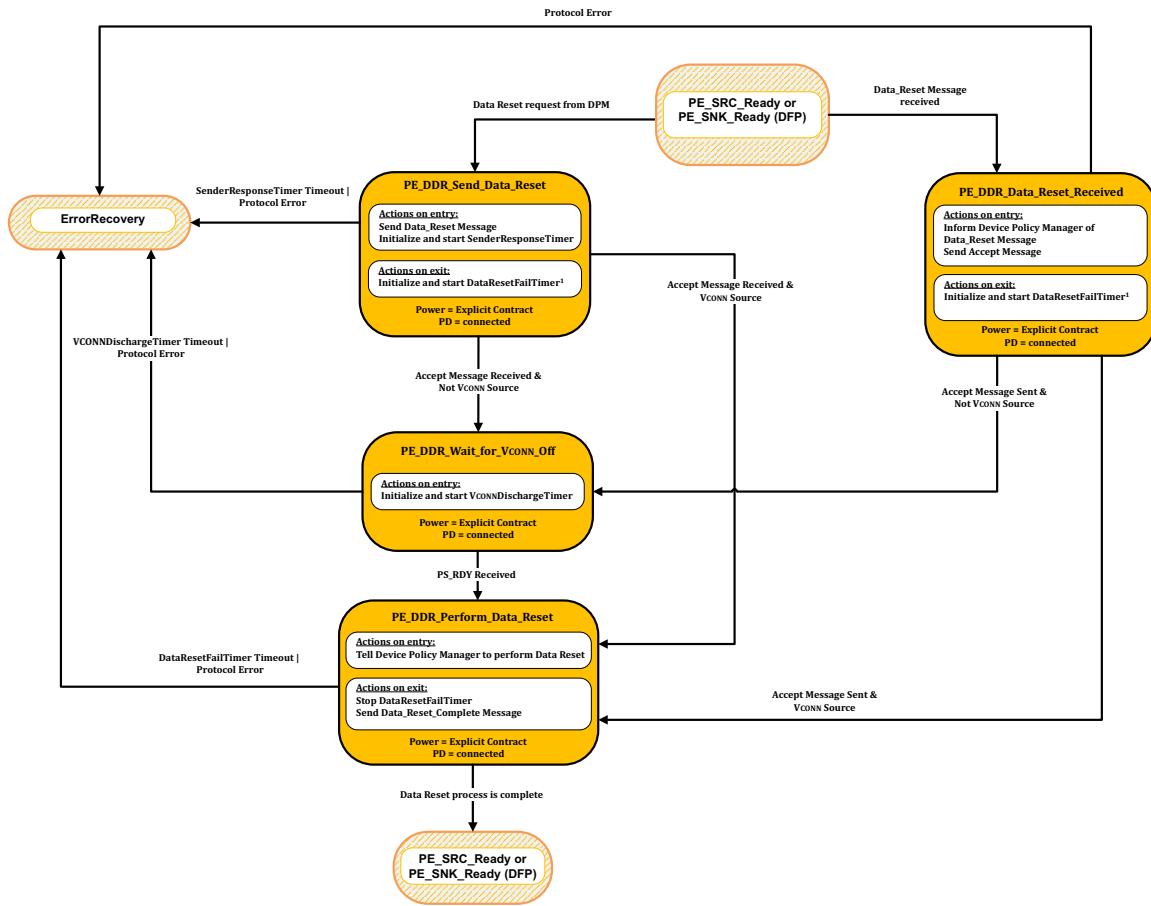 Protocol Error
PE_SRC_Ready or
PE_SNK_Ready (DFP)
Data Reset request from DPM
Data_Reset Message
received
PE_DDR_Send_Data_Reset
Actions on entry:
Send Data_Reset Message
Initialize and start SenderResponseTimer
Actions on exit:
Initialize and start DataResetFailTimer¹
Power = Explicit Contract
PD = connected
PE_DDR_Data_Reset_Received
Actions on entry:
Inform Device Policy Manager of
Data_Reset Message
Send Accept Message
Actions on exit:
Initialize and start DataResetFailTimer¹
Power = Explicit Contract
PD = connected
SenderResponseTimer Timeout |
Protocol Error
ErrorRecovery
Accept Message Received &
VCONN Source
VCONNDischargeTimer Timeout |
Protocol Error
Accept Message Received &
Not VCONN Source
Accept Message Sent &
Not VCONN Source
PE_DDR_Wait_for_VCONN_Off
Actions on entry:
Initialize and start VCONNDischargeTimer
Power = Explicit Contract
PD = connected
PS_RDY Received
PE_DDR_Perform_Data_Reset
Actions on entry:
Tell Device Policy Manager to perform Data Reset
Actions on exit:
Stop DataResetFailTimer
Send Data_Reset_Complete Message
Power = Explicit Contract
PD = connected
DataResetFailTimer Timeout |
Protocol Error
Accept Message Sent &
VCONN Source
Data Reset process is complete
PE_SRC_Ready or
PE_SNK_Ready (DFP)